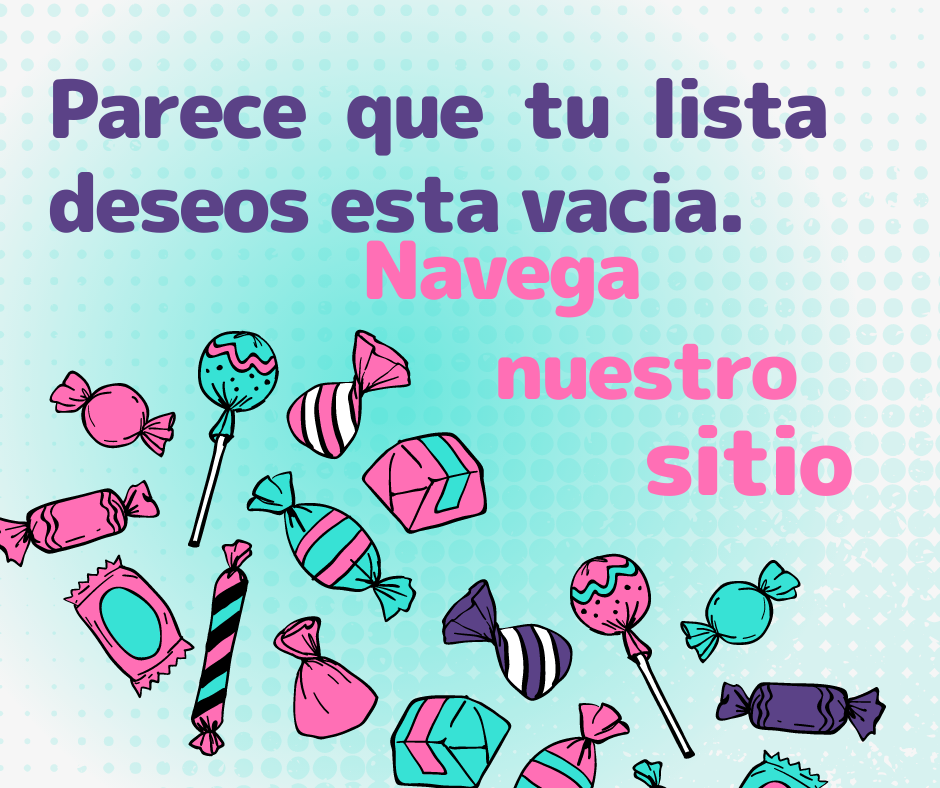 Parece que tu lista
deseos esta vacia.
Navega
nuestro
sitio